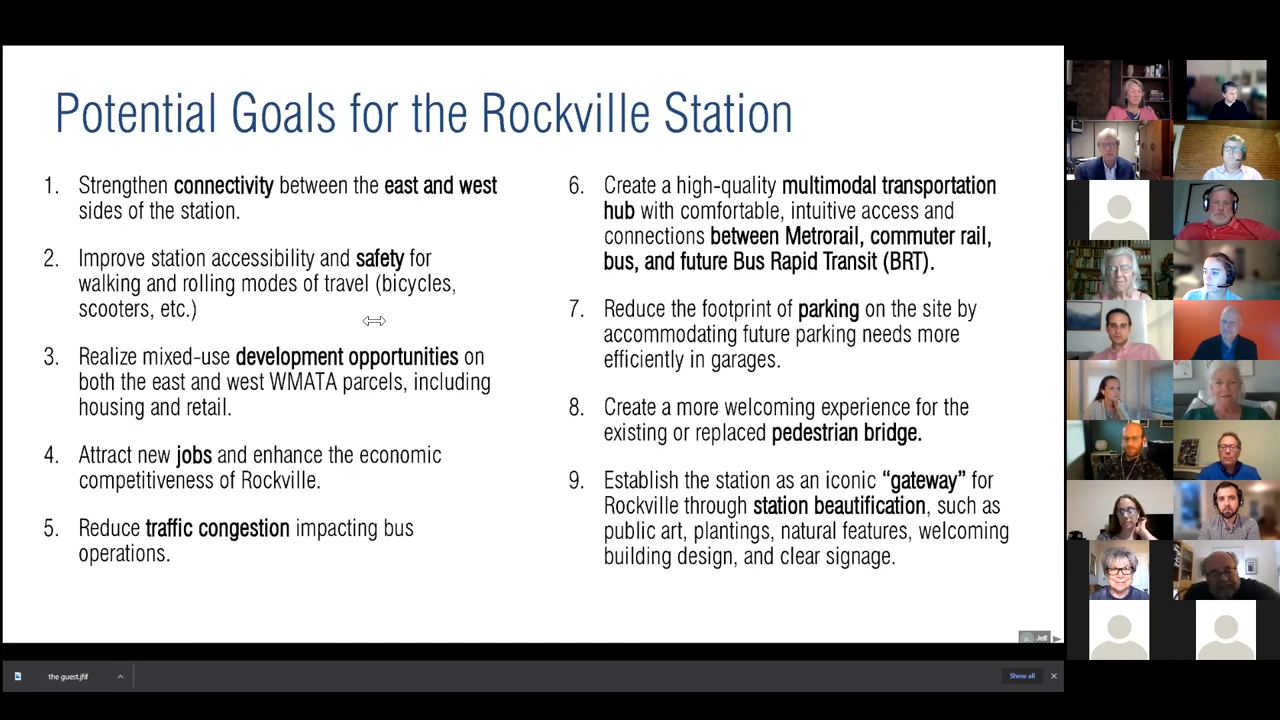 Potential Goals for the Rockville Station
1. Strengthen connectivity between the east and west
sides of the station.
2. Improve station accessibility and safety for
walking and rolling modes of travel (bicycles,
scooters, etc.)
3. Realize mixed-use development opportunities on
both the east and west WMATA parcels, including
housing and retail.
4. Attract new jobs and enhance the economic
competitiveness of Rockville.
5. Reduce traffic congestion impacting bus
operations.
6. Create a high-quality multimodal transportation
hub with comfortable, intuitive access and
connections between Metrorail, commuter rail,
bus, and future Bus Rapid Transit (BRT).
7. Reduce the footprint of parking on the site by
accommodating future parking needs more
efficiently in garages.
8. Create a more welcoming experience for the
existing or replaced pedestrian bridge.
9. Establish the station as an iconic “gateway” for
Rockville through station beautification, such as
public art, plantings, natural features, welcoming
building design, and clear signage.
Jeff
the guest.jfif
Show all